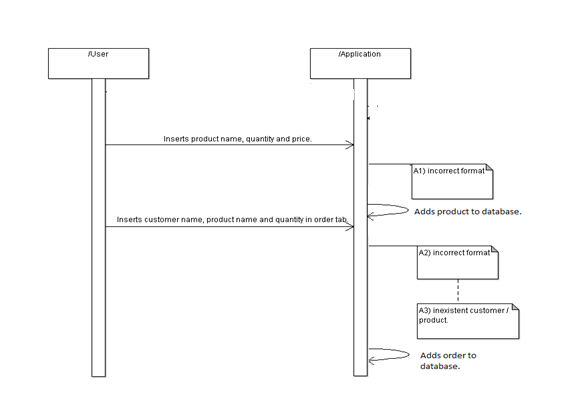 /User
/Application
Inserts product name, quantity and price.
A1) incorrect format
Adds product to database.
Inserts customer name, product name and quantity in order tab
A2) incorrect format
A3) inexistent customer /
product.
Adds order to
database.